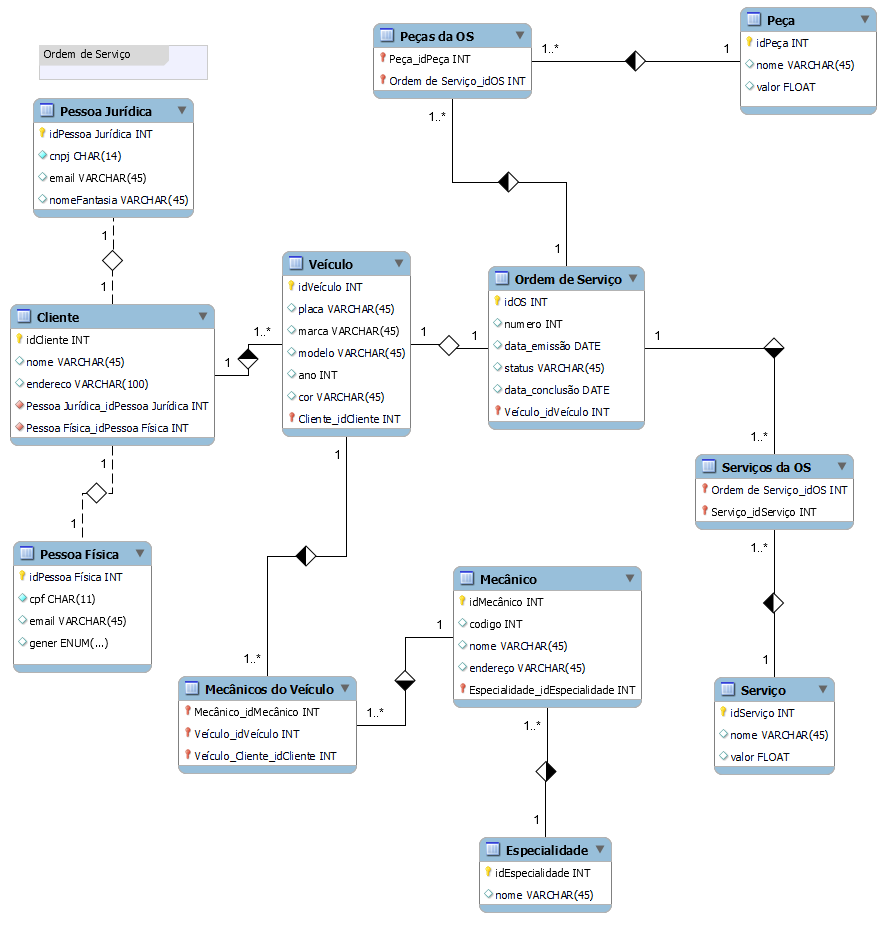 Ordem de Serviço
Pessoa Jurídica
idPessoa Jurídica INT
cnpj CHAR(14)
email VARCHAR(45)
nomeFantasia VARCHAR(45)
1
1
Cliente
idCliente INT
nome VARCHAR(45)
endereco VARCHAR(100)
Pessoa Jurídica_idPessoa Jurídica INT
Pessoa Física_idPessoa Física INT
1
1
Pessoa Física
idPessoa Física INT
cpf CHAR(11)
email VARCHAR(45)
gener ENUM(...)
1
1..*
Veículo
idVeículo INT
placa VARCHAR(45)
marca VARCHAR(45)
modelo VARCHAR(45)
ano INT
cor VARCHAR(45)
Cliente_idCliente INT
1
1
Ordem de Serviço
idOS INT
numero INT
data_emissão DATE
status VARCHAR(45)
data_conclusão DATE
Veículo_idVeículo INT
1
1..*
Peças da OS
Peça_idPeça INT
Ordem de Serviço_idOS INT
1..*
1
Peça
idPeça INT
nome VARCHAR(45)
valor FLOAT
1
1..*
Serviços da OS
Ordem de Serviço_idOS INT
Serviço_idServiço INT
1..*
1
Serviço
idServiço INT
nome VARCHAR(45)
valor FLOAT
1
1..*
Mecânicos do Veículo
Mecânico_idMecânico INT
Veículo_idVeículo INT
Veículo_Cliente_idCliente INT
1..*
1
Mecânico
idMecânico INT
codigo INT
nome VARCHAR(45)
endereço VARCHAR(45)
Especialidade_idEspecialidade INT
1..*
1
Especialidade
idEspecialidade INT
nome VARCHAR(45)